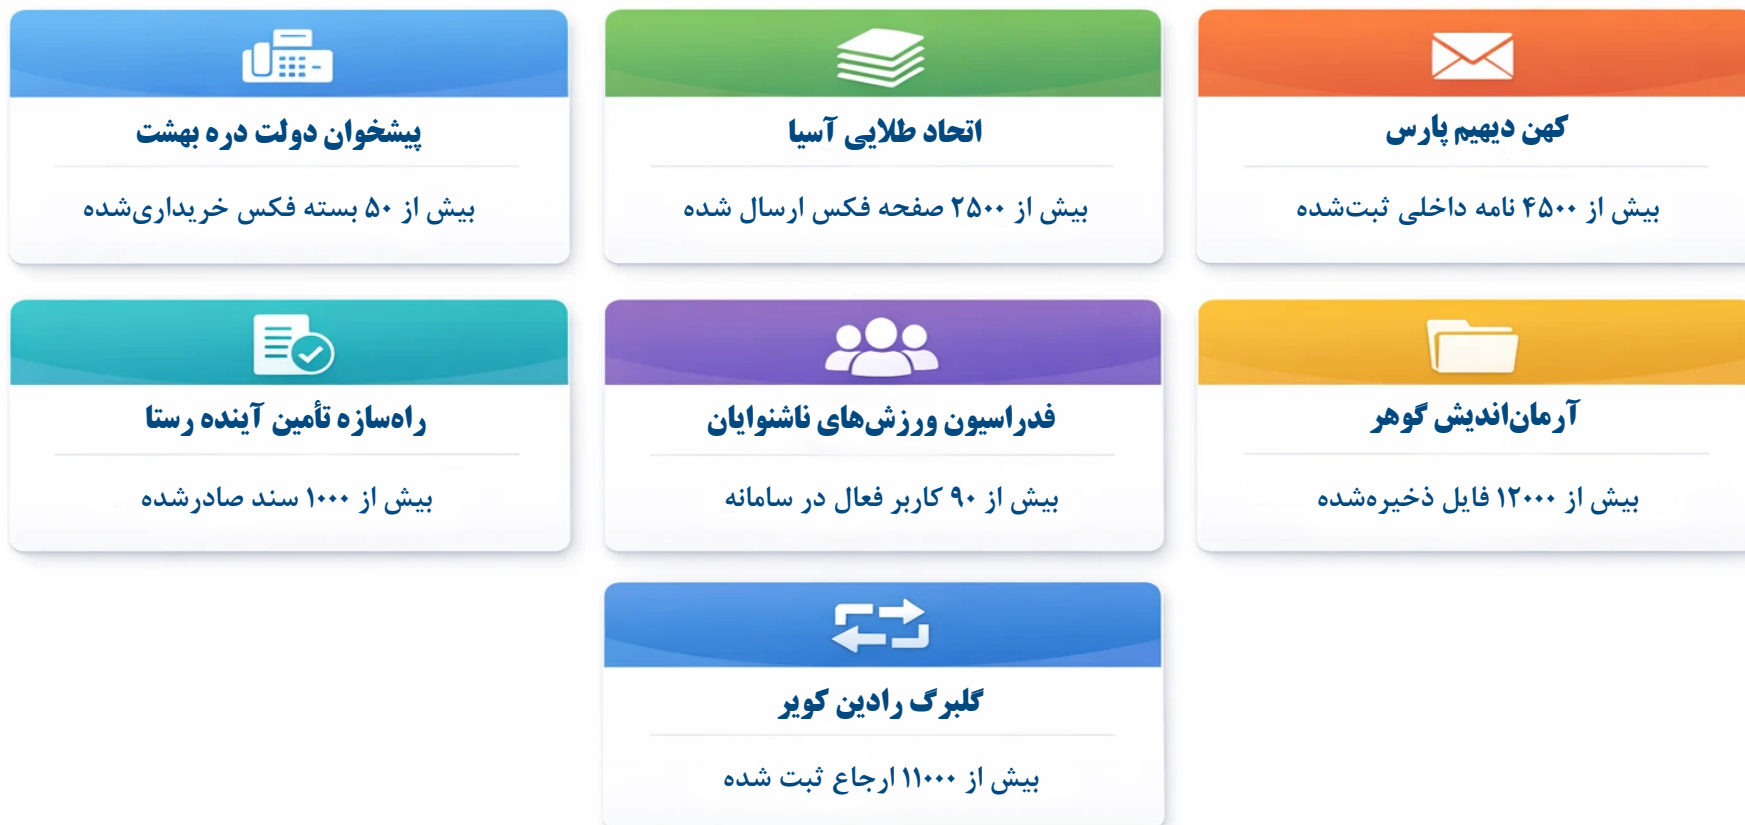 کهن دیهیم پارس
بیش از ۴۵۰۰ نامه داخلی ثبت‌شده
اتحاد طلایی آسیا
بیش از ۲۵۰۰ صفحه فکس ارسال شده
پیشخوان دولت دره بهشت
بیش از ۵۰ بسته فکس خریداری‌شده
آرمان‌اندیش گوهر
بیش از ۱۲۰۰۰ فایل ذخیره‌شده
فدراسیون ورزش‌های ناشنوایان
بیش از ۹۰ کاربر فعال در سامانه
راه‌سازه تأمین آینده رستا
بیش از ۱۰۰۰ سند صادرشده
گلبرگ رادین کویر
بیش از ۱۱۰۰۰ ارجاع ثبت شده